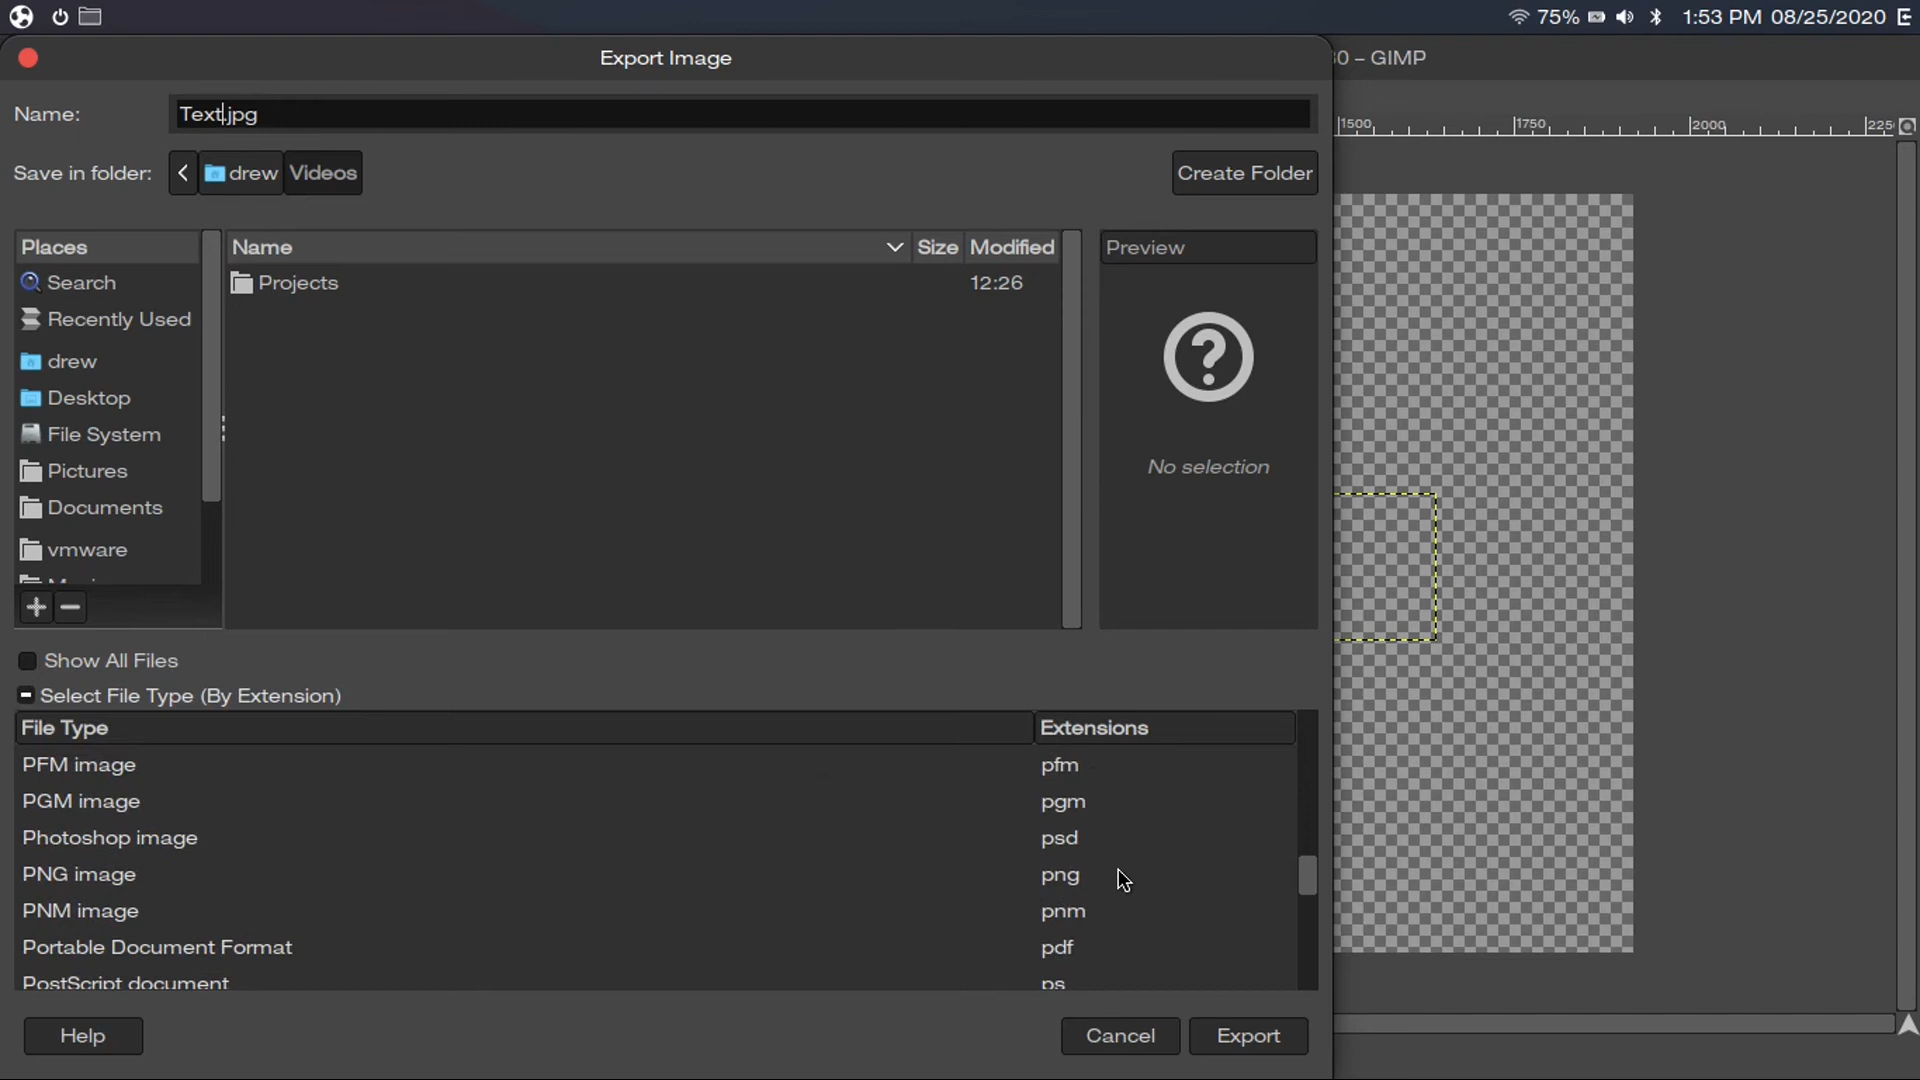 75% 1:53 PM 08/25/2020
Export Image
0 – GIMP
Name: Text.jpg
Save in folder: drew Videos Create Folder
1500 1750 2000 225
Places Name Size Modified Preview
Search Projects 12:26
Recently Used
drew
Desktop
File System
No selection
Pictures
Documents
vmware
Show All Files
Select File Type (By Extension)
File Type Extensions
PFM image pfm
PGM image pgm
Photoshop image psd
PNG image png
PNM image pnm
Portable Document Format pdf
PostScript document ps
Help Cancel Export